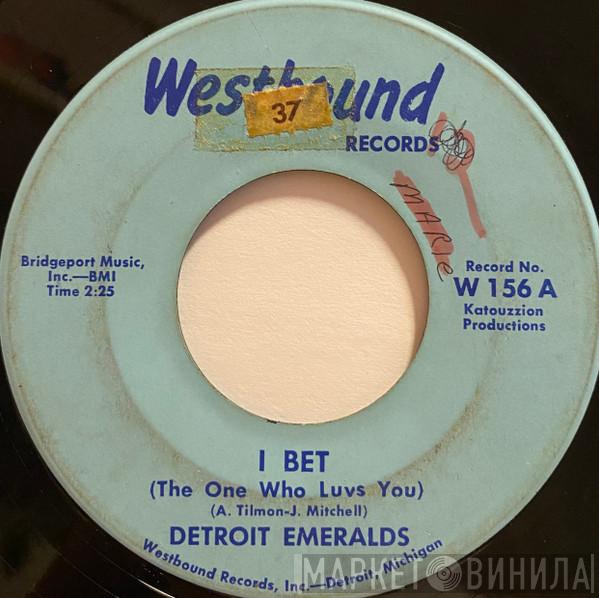 Westbound
37
RECORDS
MARIE
Bridgeport Music,
Inc.—BMI
Time 2:25
Record No.
W 156 A
Katouzzion
Productions
I BET
(The One Who Luvs You)
(A. Tilmon-J. Mitchell)
DETROIT EMERALDS
Westbound Records, Inc.—Detroit, Michigan
МАРКЕТ ВИНИЛА